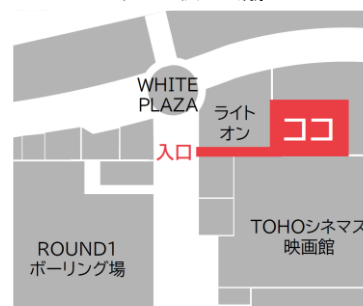 WHITE
PLAZA
ライト
オン
ココ
入口
TOHOシネマズ
映画館
ROUND1
ボーリング場